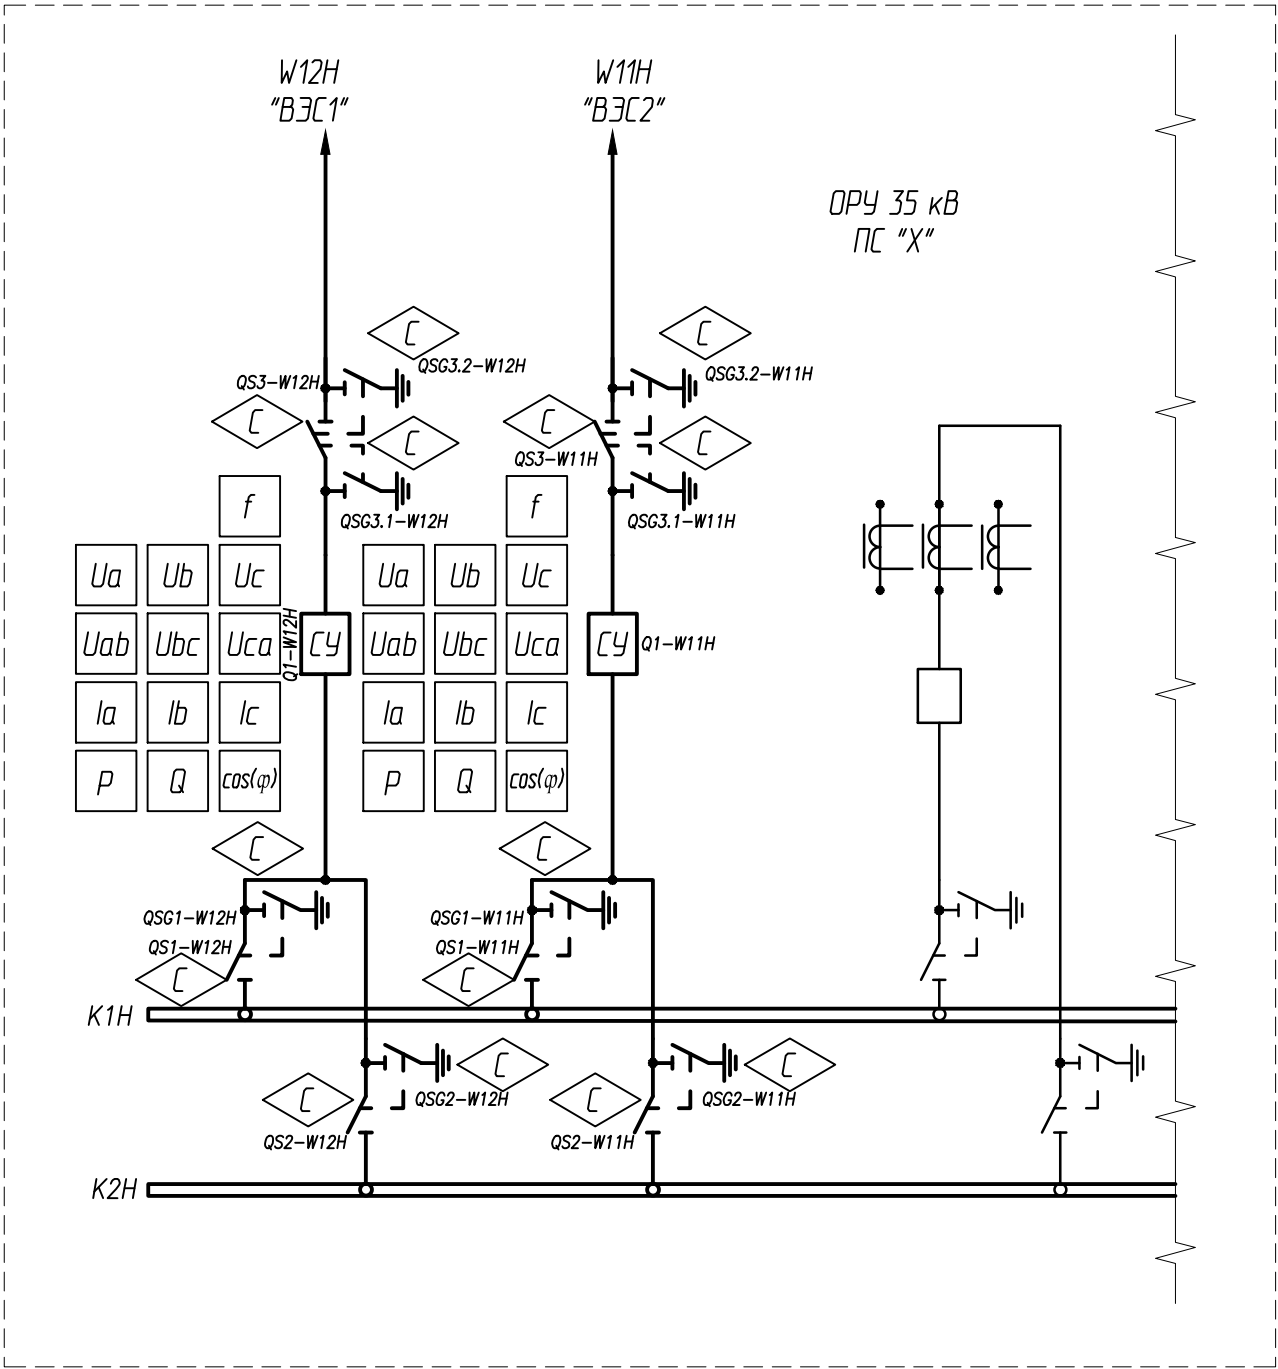 W12H
"ВЭС1"
W11H
"ВЭС2"
ОРУ 35 кВ
ПС "Х"
C
QSG3.2-W12H
QS3-W12H
C
C
QSG3.1-W12H
C
QSG3.2-W11H
C
QS3-W11H
C
QSG3.1-W11H
f
Ua Ub Uc
Uab Ubc Uca
Q1-W12H
СУ
Ia Ib Ic
P Q cos(φ)
f
Ua Ub Uc
Uab Ubc Uca
СУ
Q1-W11H
Ia Ib Ic
P Q cos(φ)
C
QSG1-W12H
QS1-W12H
C
C
QSG1-W11H
QS1-W11H
C
K1H
C
C
QSG2-W12H
QS2-W12H
C
C
QSG2-W11H
QS2-W11H
K2H